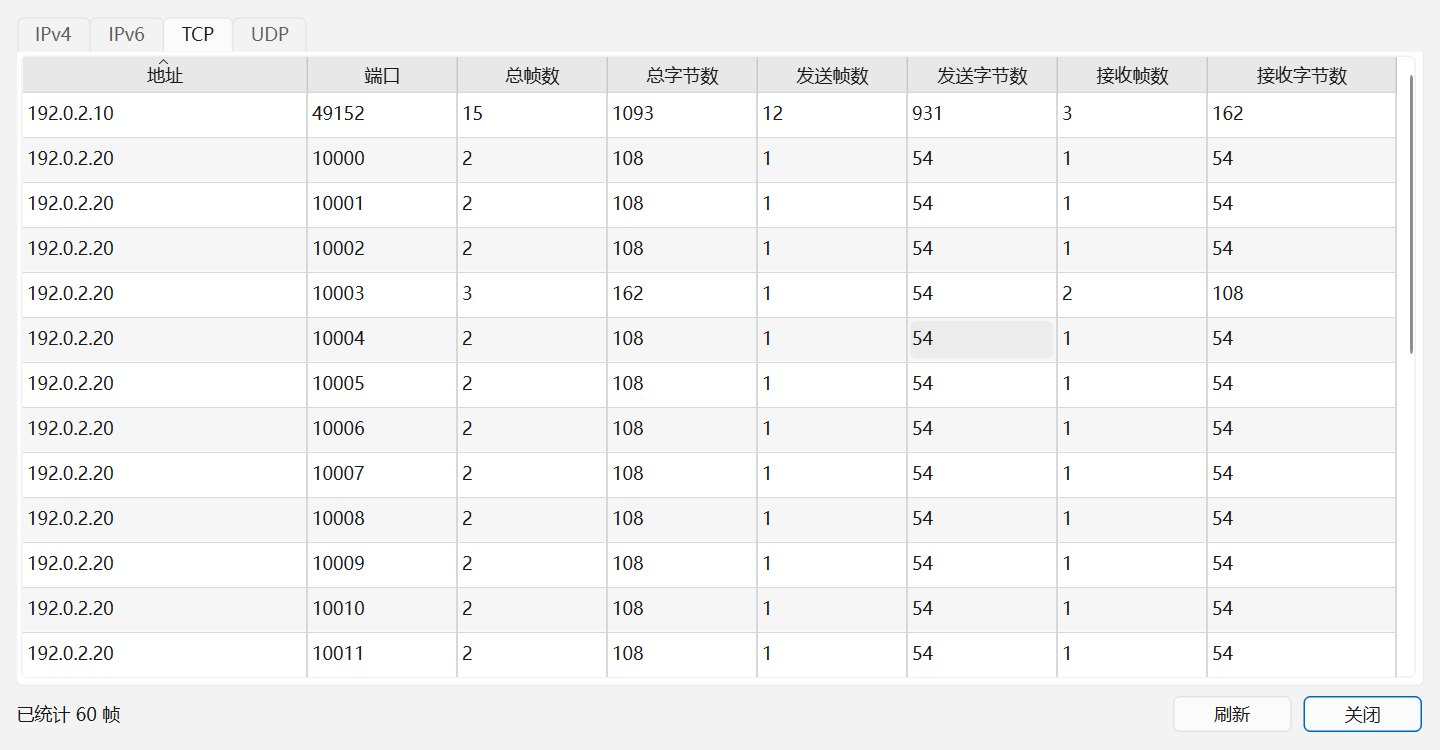 IPv4 IPv6 TCP UDP
地址 端口 总帧数 总字节数 发送帧数 发送字节数 接收帧数 接收字节数
192.0.2.10 49152 15 1093 12 931 3 162
192.0.2.20 10000 2 108 1 54 1 54
192.0.2.20 10001 2 108 1 54 1 54
192.0.2.20 10002 2 108 1 54 1 54
192.0.2.20 10003 3 162 1 54 2 108
192.0.2.20 10004 2 108 1 54 1 54
192.0.2.20 10005 2 108 1 54 1 54
192.0.2.20 10006 2 108 1 54 1 54
192.0.2.20 10007 2 108 1 54 1 54
192.0.2.20 10008 2 108 1 54 1 54
192.0.2.20 10009 2 108 1 54 1 54
192.0.2.20 10010 2 108 1 54 1 54
192.0.2.20 10011 2 108 1 54 1 54
已统计 60 帧 刷新 关闭